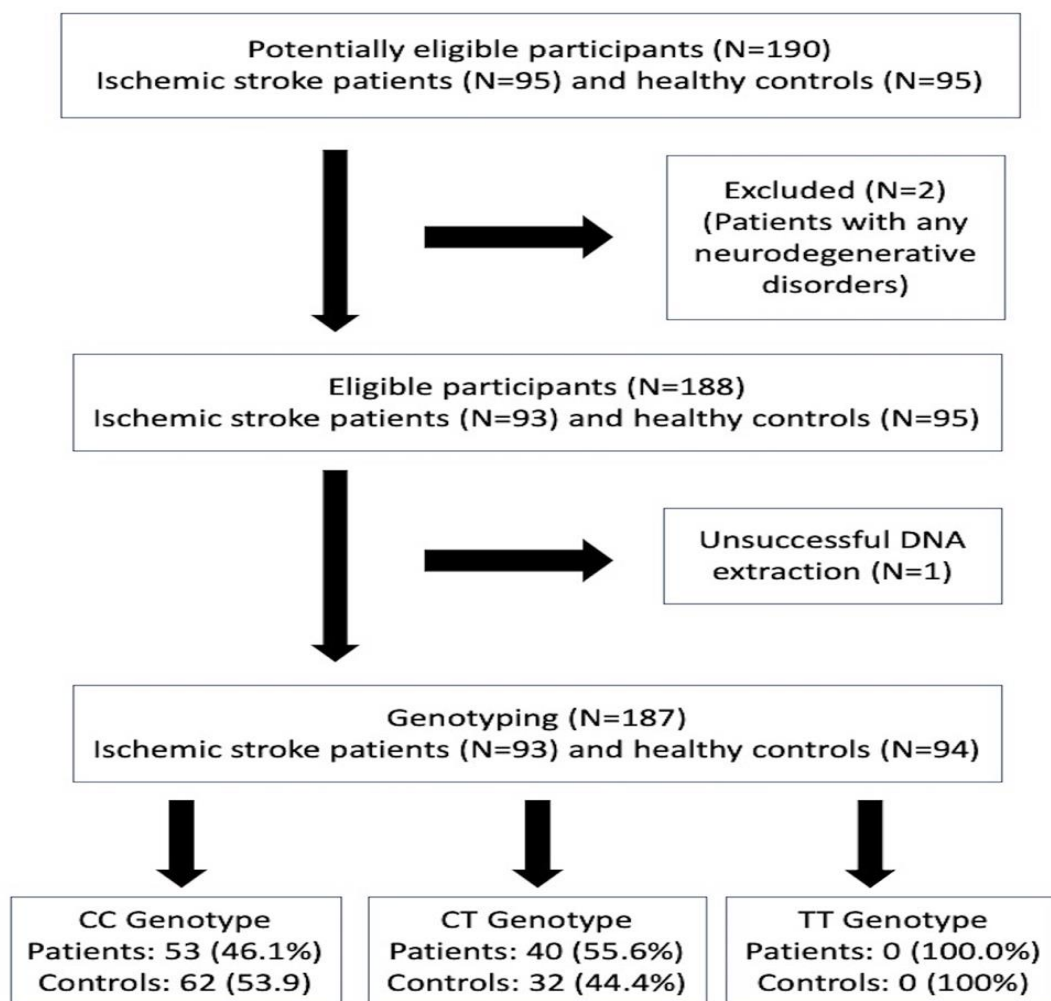 Potentially eligible participants (N=190)
Ischemic stroke patients (N=95) and healthy controls (N=95)
Excluded (N=2)
(Patients with any
neurodegenerative
disorders)
Eligible participants (N=188)
Ischemic stroke patients (N=93) and healthy controls (N=95)
Unsuccessful DNA
extraction (N=1)
Genotyping (N=187)
Ischemic stroke patients (N=93) and healthy controls (N=94)
CC Genotype
Patients: 53 (46.1%)
Controls: 62 (53.9)
CT Genotype
Patients: 40 (55.6%)
Controls: 32 (44.4%)
TT Genotype
Patients: 0 (100.0%)
Controls: 0 (100%)